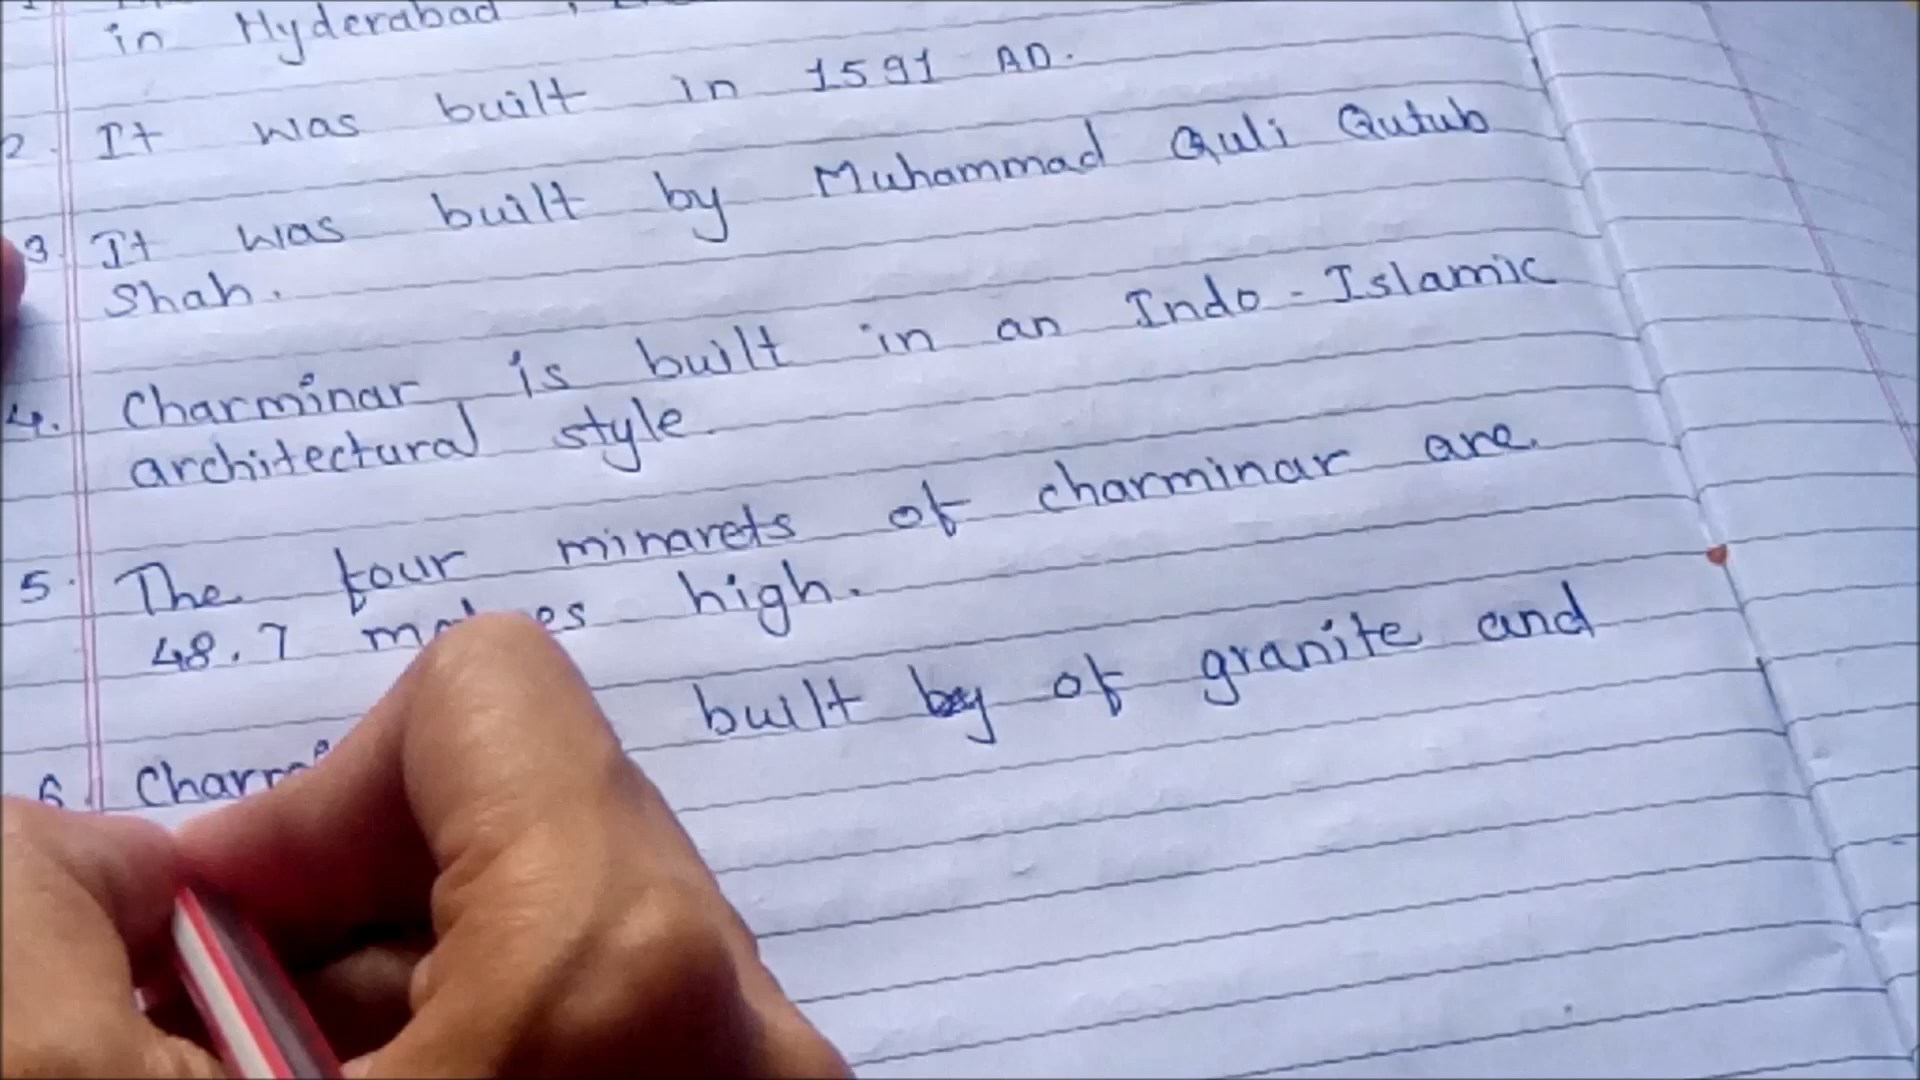 in Hyderabad
2. It was built in 1591 AD.
3. It was built by Muhammad Quli Qutub
Shah.
4. Charminar is built in an Indo-Islamic
architectural style.
5. The four minarets of charminar are
48.7 high.
6. built by of granite and